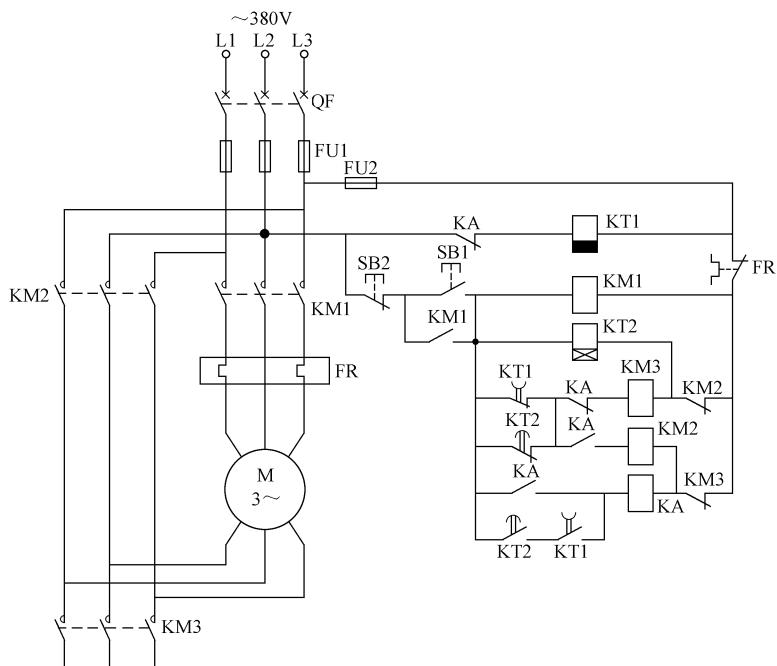 ～380V
L1 L2 L3
QF
FU1
FU2
KA
KT1
SB2
SB1
FR
KM2
KM1
KM1
KM1
KT2
FR
KT1
KA
KM3
KM2
KT2
KA
KM2
M
3～
KA
KA
KM3
KT2
KT1
KM3